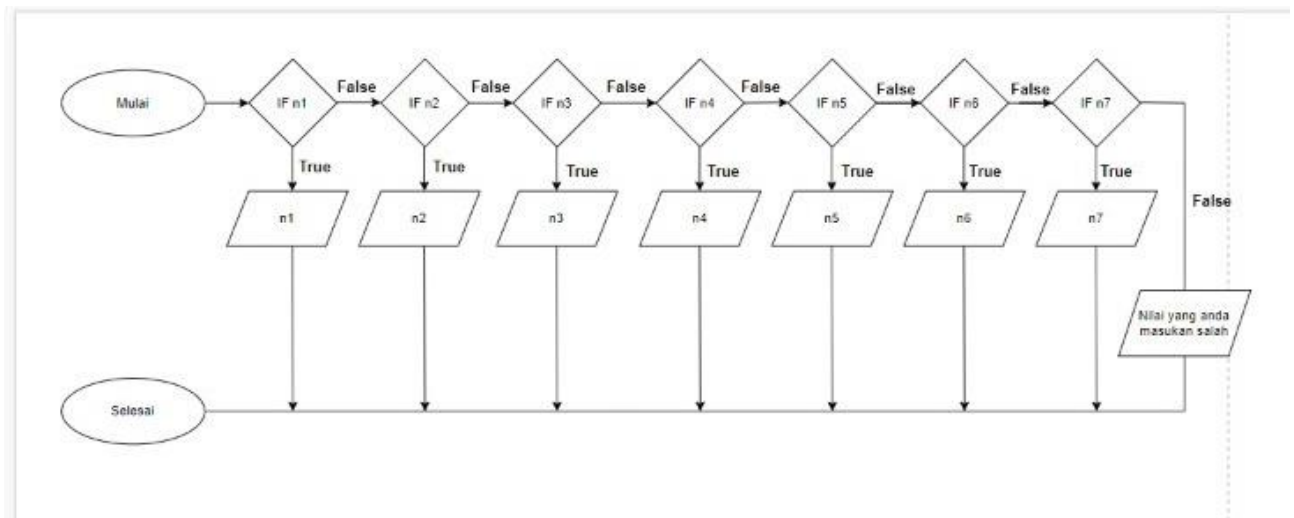 False
False
False
False
False
False
Mulai
IF n1
IF n2
IF n3
IF n4
IF n5
IF n6
IF n7
True
True
True
True
True
True
True
False
n1
n2
n3
n4
n5
n6
n7
Nilai yang anda
masukan salah
Selesai